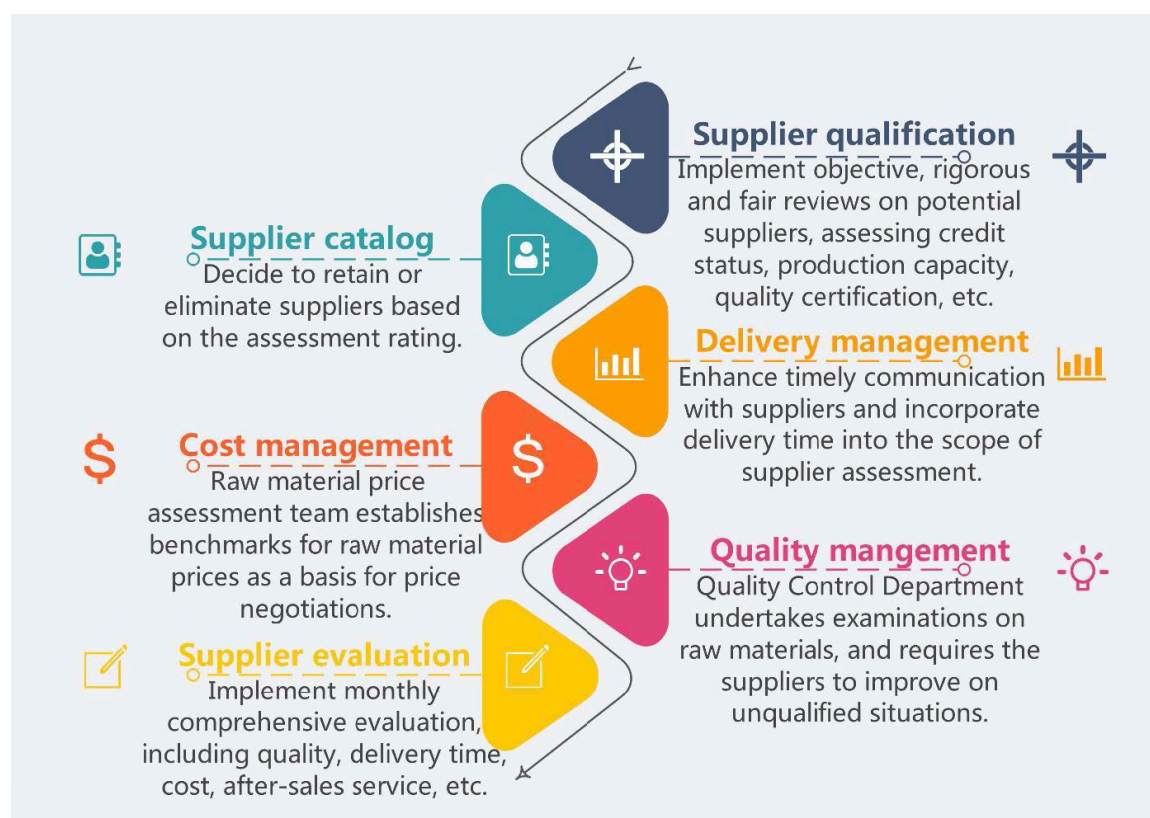 Supplier qualification
Implement objective, rigorous
and fair reviews on potential
suppliers, assessing credit
status, production capacity,
quality certification, etc.
Supplier catalog
Decide to retain or
eliminate suppliers based
on the assessment rating.
Delivery management
Enhance timely communication
with suppliers and incorporate
delivery time into the scope of
supplier assessment.
Cost management
Raw material price
assessment team establishes
benchmarks for raw material
prices as a basis for price
negotiations.
Quality mangement
Quality Control Department
undertakes examinations on
raw materials, and requires the
suppliers to improve on
unqualified situations.
Supplier evaluation
Implement monthly
comprehensive evaluation,
including quality, delivery time,
cost, after-sales service, etc.